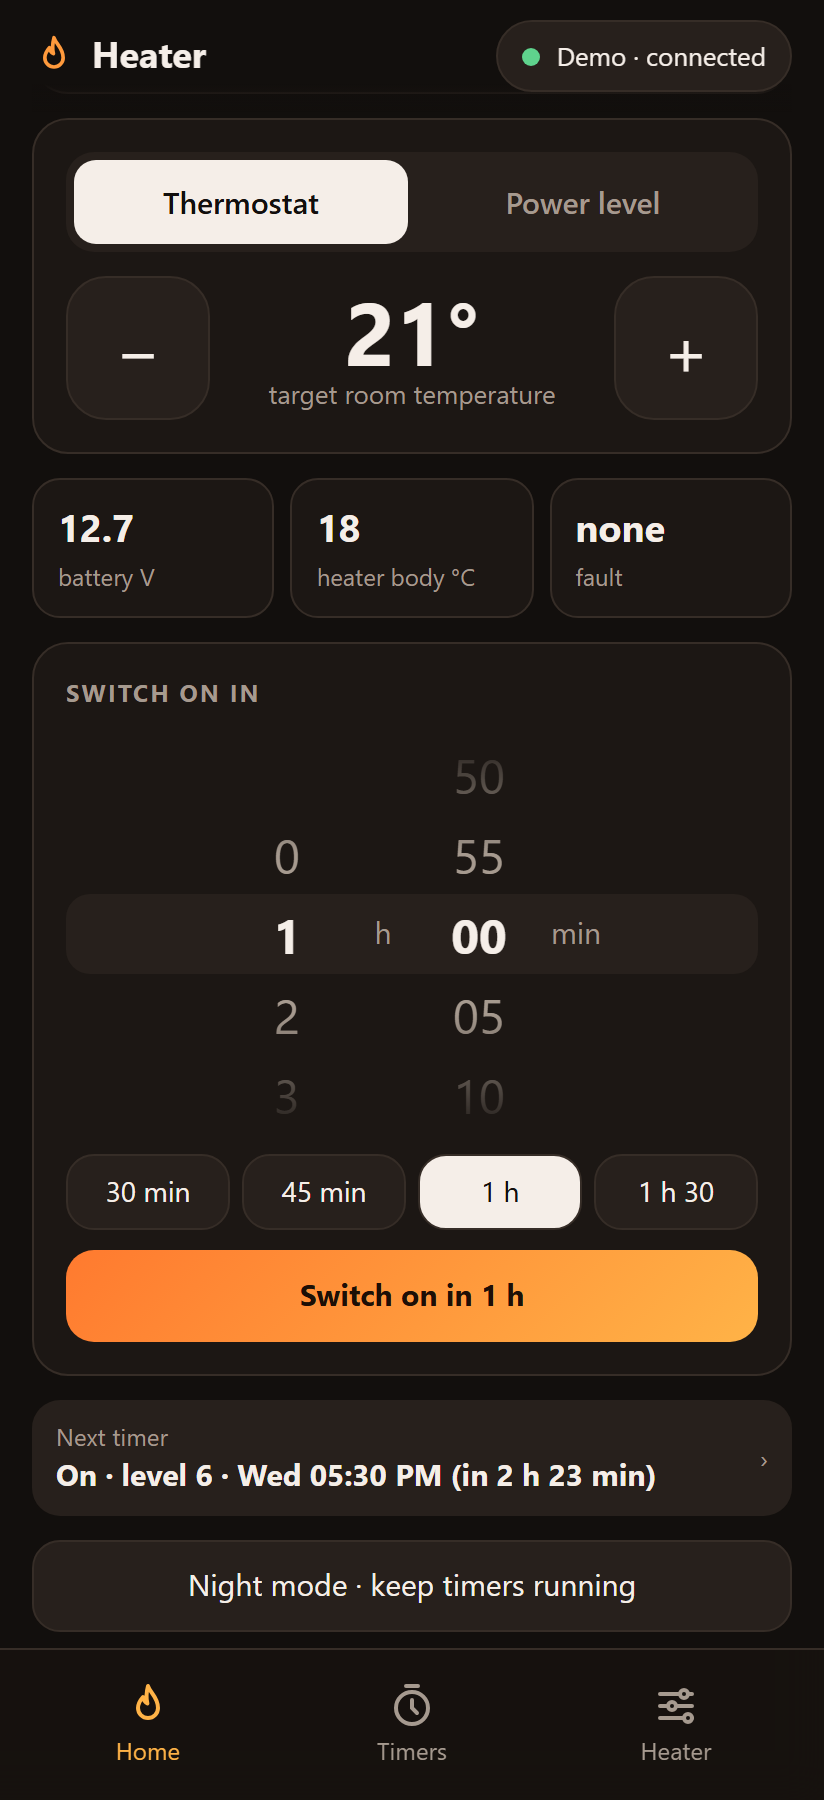 Heater
Demo · connected
Thermostat
Power level
−
21°
+
target room temperature
12.7
battery V
18
heater body °C
none
fault
SWITCH ON IN
50
0 55
1 h 00 min
2 05
3 10
30 min
45 min
1 h
1 h 30
Switch on in 1 h
Next timer
On · level 6 · Wed 05:30 PM (in 2 h 23 min)
›
Night mode · keep timers running
Home
Timers
Heater